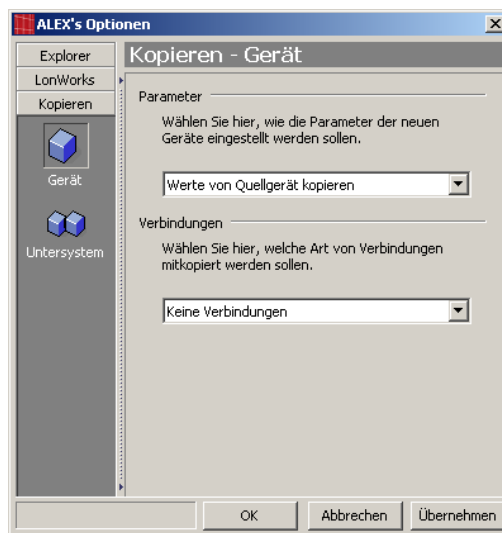 ALEX's Optionen
Explorer
LonWorks
Kopieren
Gerät
Untersystem
Kopieren - Gerät
Parameter
Wählen Sie hier, wie die Parameter der neuen
Geräte eingestellt werden sollen.
Werte von Quellgerät kopieren
Verbindungen
Wählen Sie hier, welche Art von Verbindungen
mitkopiert werden sollen.
Keine Verbindungen
OK
Abbrechen
Übernehmen